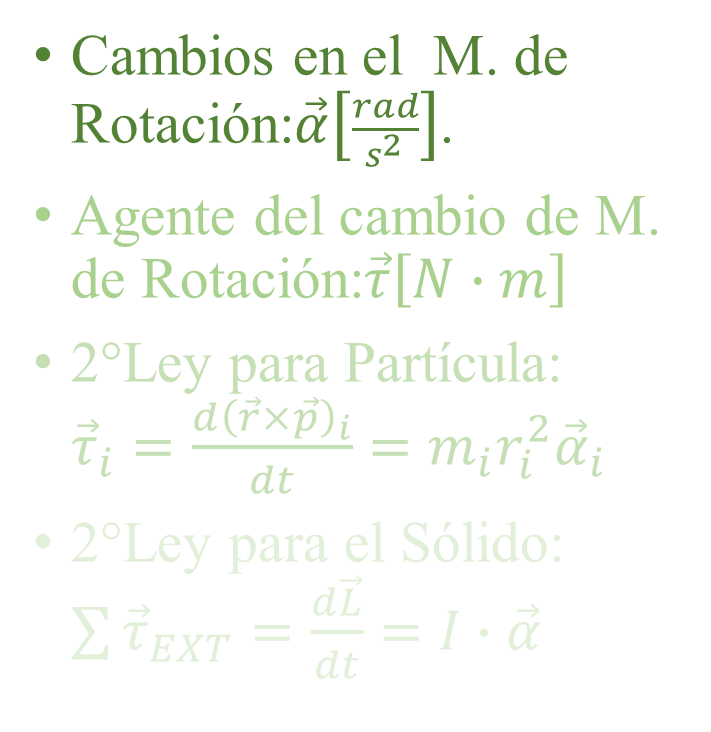 • Cambios en el  M. de
Rotación:$\vec{\alpha}\left[\frac{rad}{s^2}\right]$.
• Agente del cambio de M.
de Rotación:$\vec{\tau}[N \cdot m]$
• 2°Ley para Partícula:
$\vec{\tau}_i = \frac{d(\vec{r} \times \vec{p})_i}{dt} = m_i r_i^2 \vec{\alpha}_i$
• 2°Ley para el Sólido:
$\sum \vec{\tau}_{EXT} = \frac{d\vec{L}}{dt} = I \cdot \vec{\alpha}$